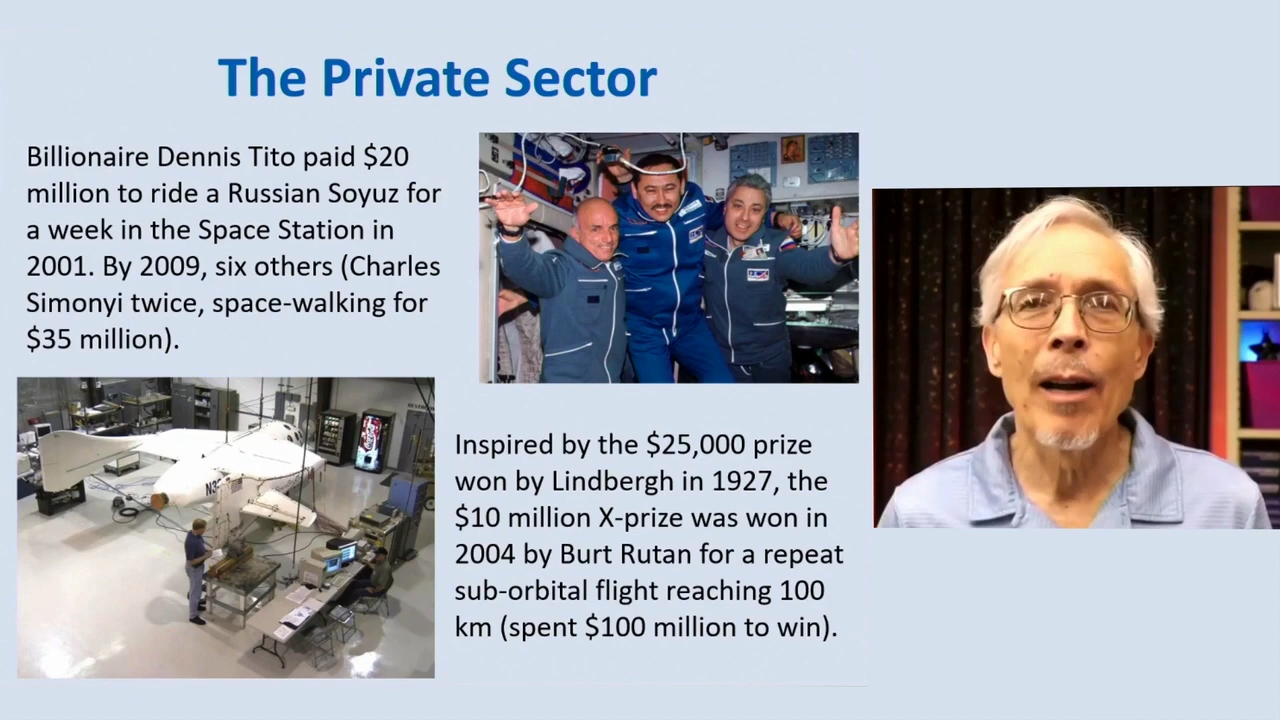 The Private Sector
Billionaire Dennis Tito paid $20
million to ride a Russian Soyuz for
a week in the Space Station in
2001. By 2009, six others (Charles
Simonyi twice, space-walking for
$35 million).
Inspired by the $25,000 prize
won by Lindbergh in 1927, the
$10 million X-prize was won in
2004 by Burt Rutan for a repeat
sub-orbital flight reaching 100
km (spent $100 million to win).